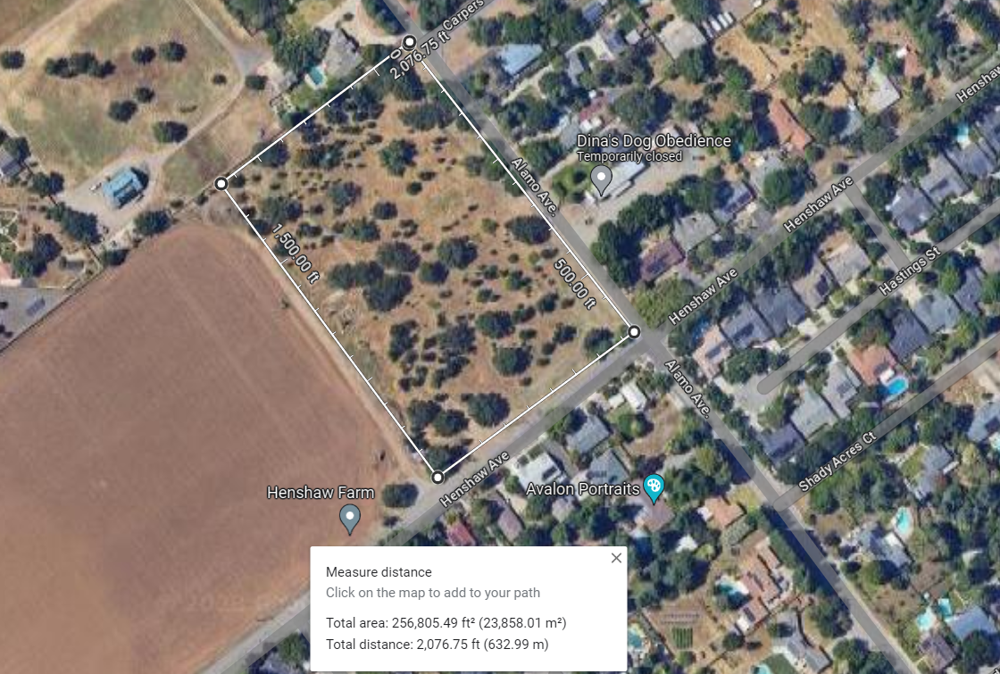 Carpers
0
2,076.75 ft
Henshaw
Dina's Dog Obedience
Temporarily closed
Alamo Ave.
Henshaw Ave
1,500.00 ft
500.00 ft
Hastings St
Henshaw Ave
Alamo Ave.
Shady Acres Ct
Henshaw Ave
Avalon Portraits
Henshaw Farm
Measure distance
Click on the map to add to your path
Total area: 256,805.49 ft² (23,858.01 m²)
Total distance: 2,076.75 ft (632.99 m)